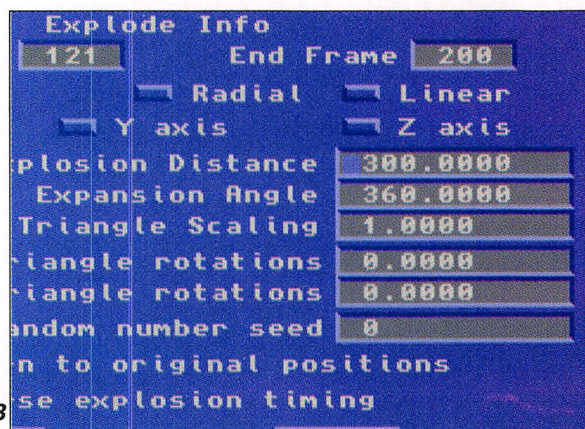 Explode Info
121 End Frame 200
Radial Linear
Y axis Z axis
plosion Distance 300.0000
Expansion Angle 360.0000
Triangle Scaling 1.0000
riangle rotations 0.0000
riangle rotations 0.0000
andom number seed 0
n to original positions
se explosion timing